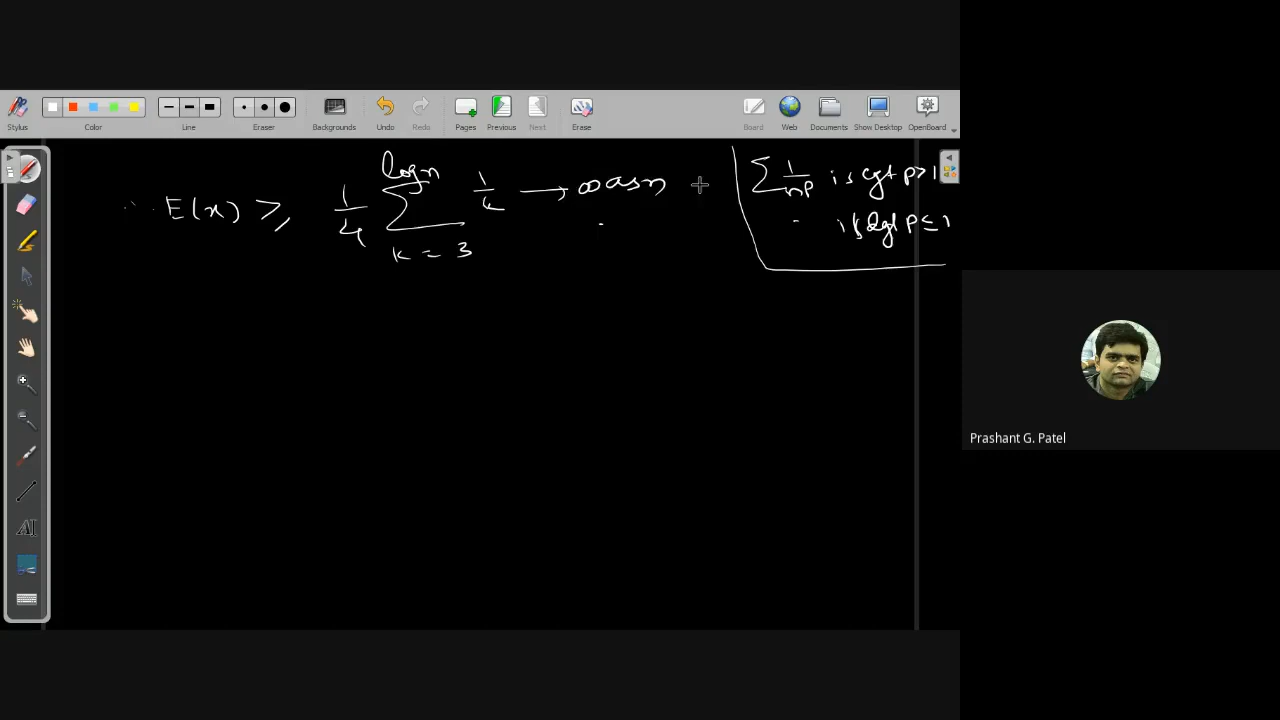 Stylus
Color
Line
Eraser
Backgrounds
Undo
Redo
Pages
Previous
Next
Erase
Board
Web
Documents
Show Desktop
OpenBoard
∴ E(x) ≥ 1/4 ∑_{k=3}^{log n} 1/k → ∞ as n
∑ 1/n^p is cgt p>1
is dgt p ≤ 1
Prashant G. Patel